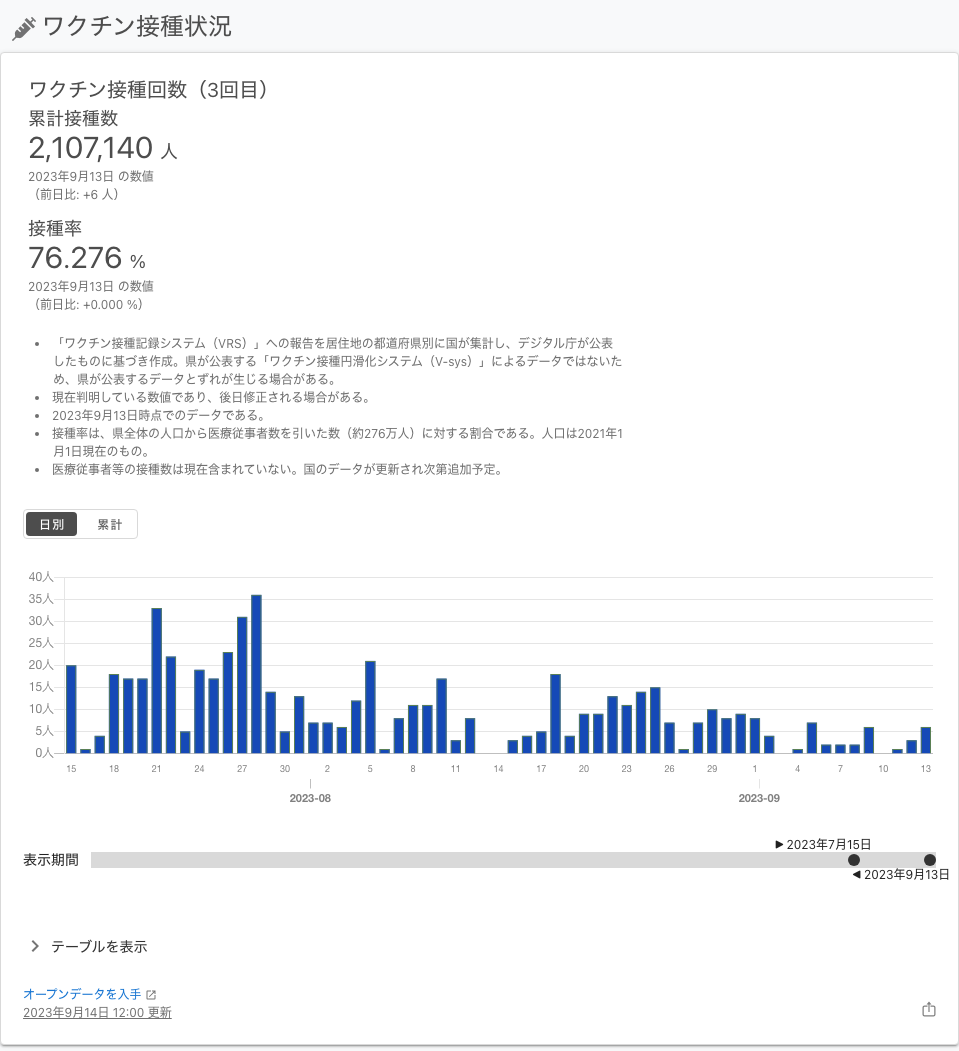 ワクチン接種状況
ワクチン接種回数（3回目）
累計接種数
2,107,140 人
2023年9月13日 の数値
（前日比: +6 人）
接種率
76.276 %
2023年9月13日 の数値
（前日比: +0.000 %）
• 「ワクチン接種記録システム（VRS）」への報告を居住地の都道府県別に国が集計し、デジタル庁が公表
したものに基づき作成。県が公表する「ワクチン接種円滑化システム（V-sys）」によるデータではないた
め、県が公表するデータとずれが生じる場合がある。
• 現在判明している数値であり、後日修正される場合がある。
• 2023年9月13日時点でのデータである。
• 接種率は、県全体の人口から医療従事者数を引いた数（約276万人）に対する割合である。人口は2021年1
月1日現在のもの。
• 医療従事者等の接種数は現在含まれていない。国のデータが更新され次第追加予定。
日別 累計
40人
35人
30人
25人
20人
15人
10人
5人
0人
15 18 21 24 27 30 2 5 8 11 14 17 20 23 26 29 1 4 7 10 13
2023-08 2023-09
2023年7月15日
表示期間
2023年9月13日
テーブルを表示
オープンデータを入手
2023年9月14日 12:00 更新